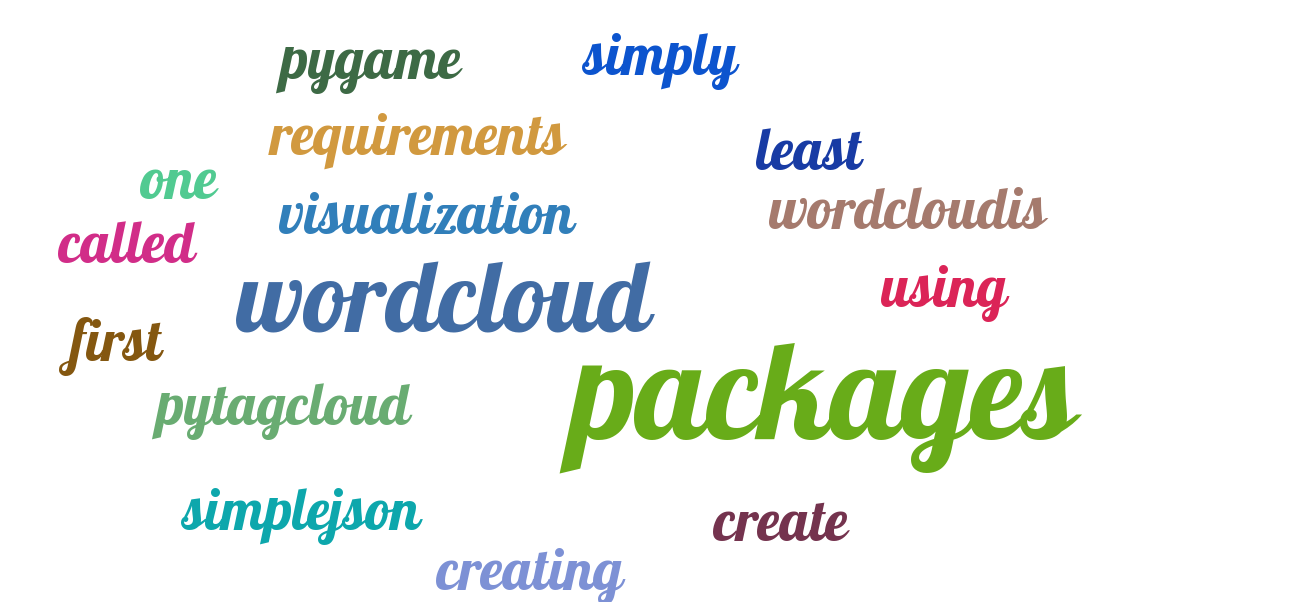 pygame
simply
requirements
least
one
visualization
wordcloudis
called
wordcloud
using
first
packages
pytagcloud
simplejson
create
creating